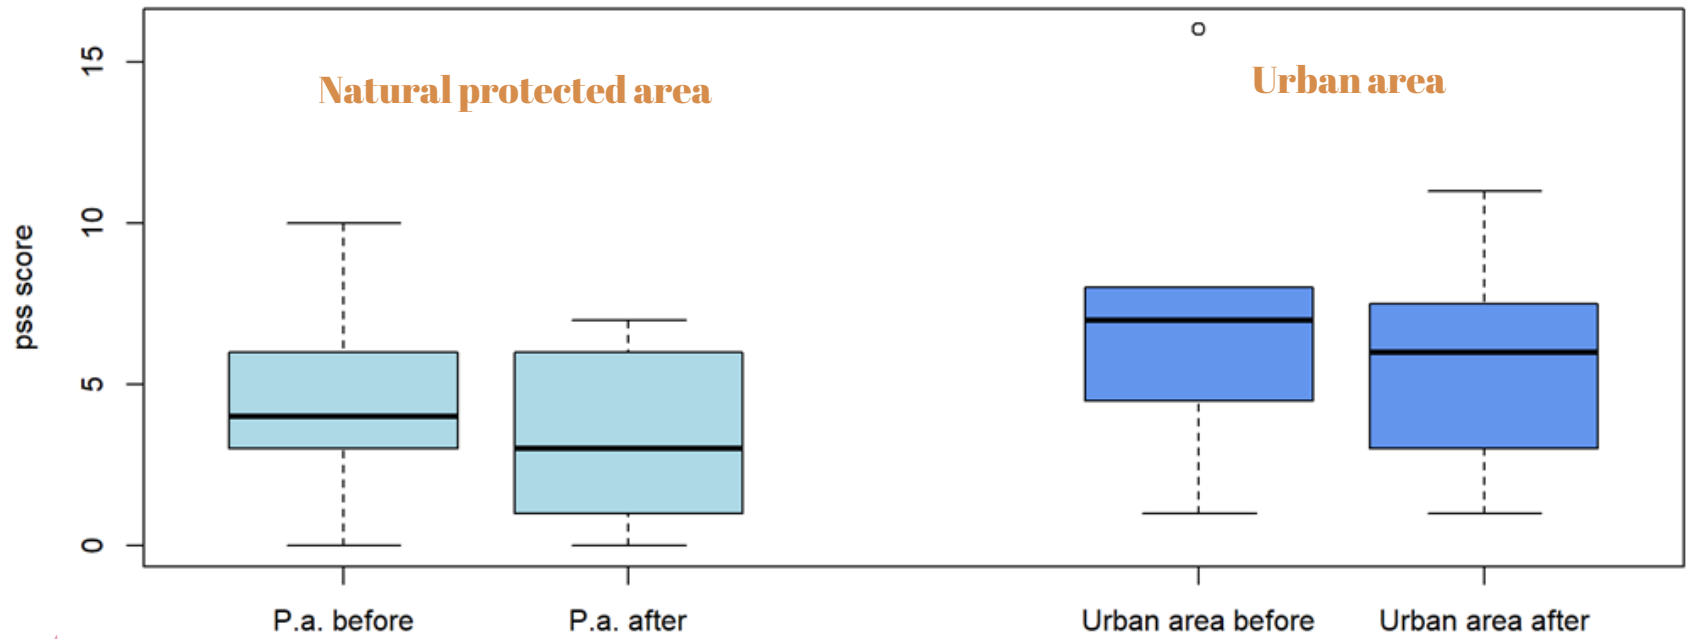 Natural protected area
Urban area
pss score
15
10
5
0
P.a. before
P.a. after
Urban area before
Urban area after